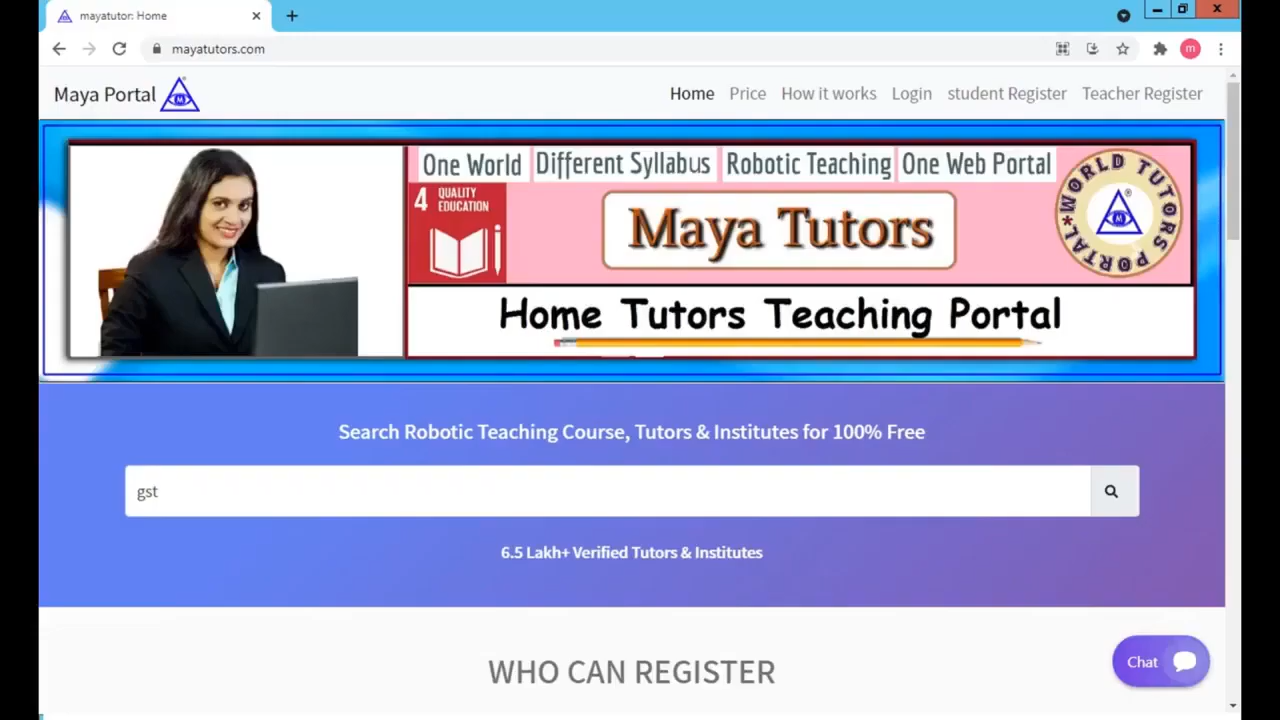 mayatutor: Home
mayatutors.com
m
Maya Portal
Home Price How it works Login student Register Teacher Register
One World Different Syllabus Robotic Teaching One Web Portal
4 QUALITY
EDUCATION
Maya Tutors
WORLD TUTORS PORTAL
M
Home Tutors Teaching Portal
Search Robotic Teaching Course, Tutors & Institutes for 100% Free
gst
6.5 Lakh+ Verified Tutors & Institutes
WHO CAN REGISTER
Chat